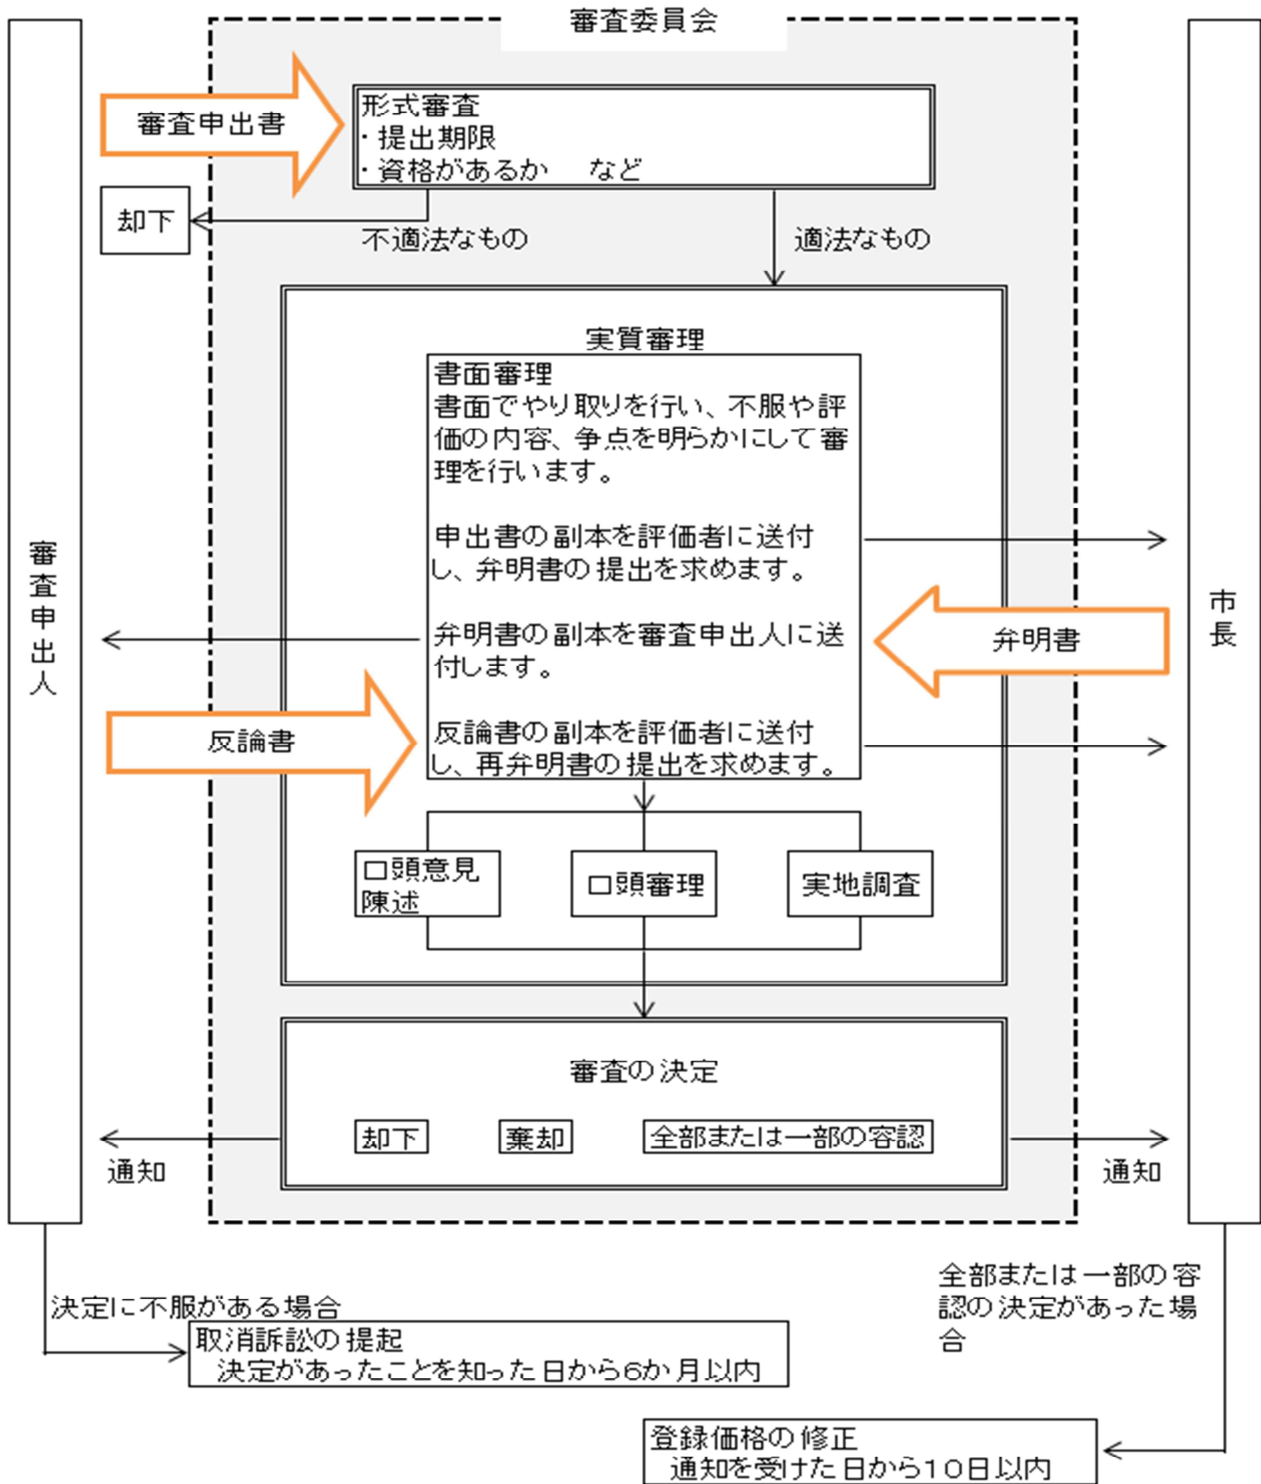 審査委員会
審査申出書
形式審査
・提出期限
・資格があるか　など
却下
不適法なもの
適法なもの
実質審理
書面審理
書面でやり取りを行い、不服や評
価の内容、争点を明らかにして審
理を行います。
申出書の副本を評価者に送付
し、弁明書の提出を求めます。
弁明書の副本を審査申出人に送
付します。
反論書の副本を評価者に送付
し、再弁明書の提出を求めます。
審査申出人
市長
弁明書
反論書
口頭意見
陳述
口頭審理
実地調査
審査の決定
却下
棄却
全部または一部の容認
通知
通知
決定に不服がある場合
取消訴訟の提起
決定があったことを知った日から6か月以内
全部または一部の容
認の決定があった場
合
登録価格の修正
通知を受けた日から１０日以内